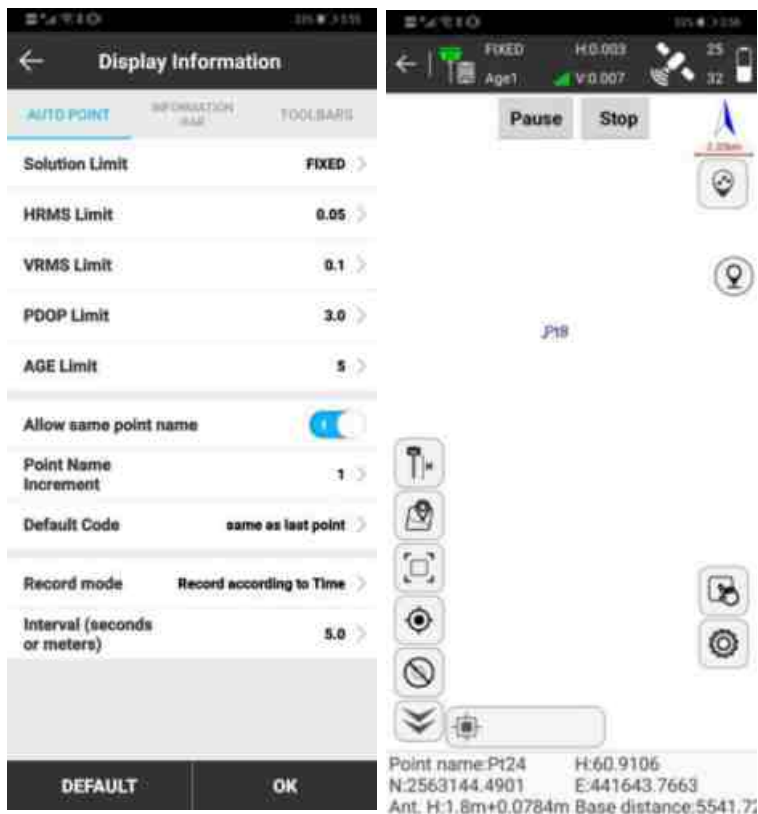 Display Information
AUTO POINT
INFORMATION
BAR
TOOLBARS
Solution Limit
FIXED
HRMS Limit
0.05
VRMS Limit
0.1
PDOP Limit
3.0
AGE Limit
5
Allow same point name
Point Name
Increment
1
Default Code
same as last point
Record mode
Record according to Time
Interval (seconds
or meters)
5.0
DEFAULT
OK
FIXED
H:0.003
25
Age1
V:0.007
32
Pause
Stop
Pt8
Point name:Pt24
H:60.9106
N:2563144.4901
E:441643.7663
Ant. H:1.8m+0.0784m
Base distance:5541.72